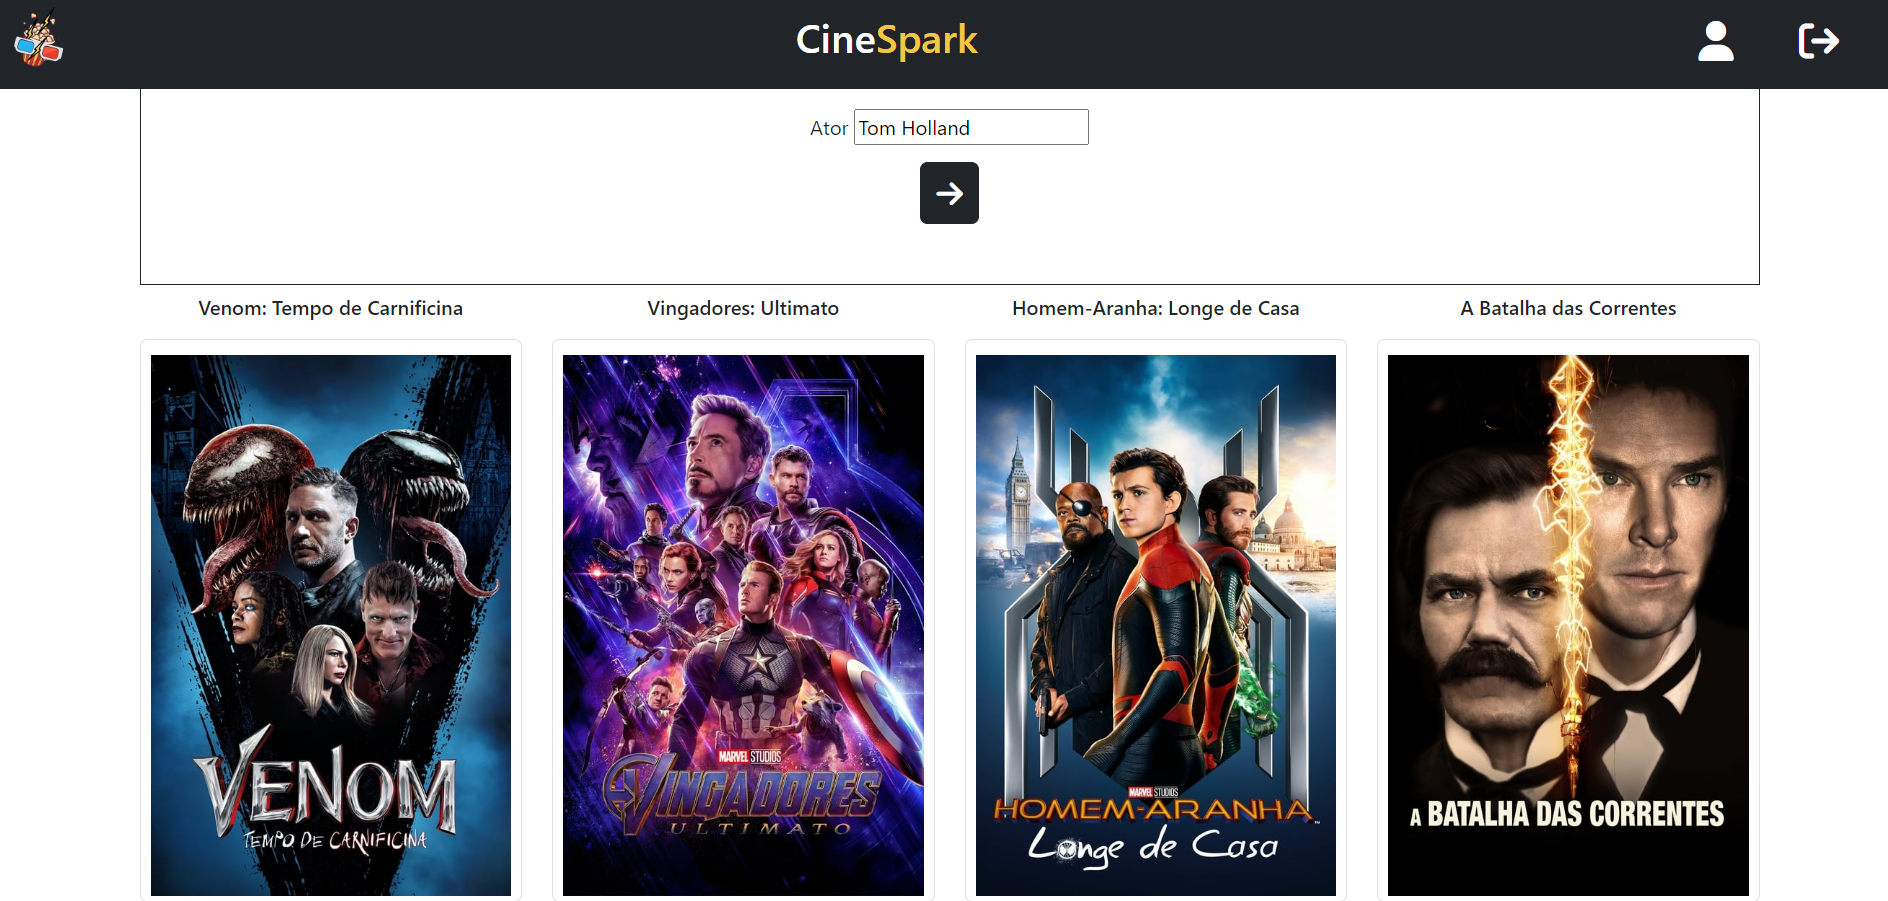 CineSpark
Ator Tom Holland
Venom: Tempo de Carnificina
Vingadores: Ultimato
Homem-Aranha: Longe de Casa
A Batalha das Correntes
VENOM
TEMPO DE CARNIFICINA
MARVEL STUDIOS
VINGADORES
ULTIMATO
MARVEL STUDIOS
HOMEM-ARANHA™
Longe de Casa
A BATALHA DAS CORRENTES